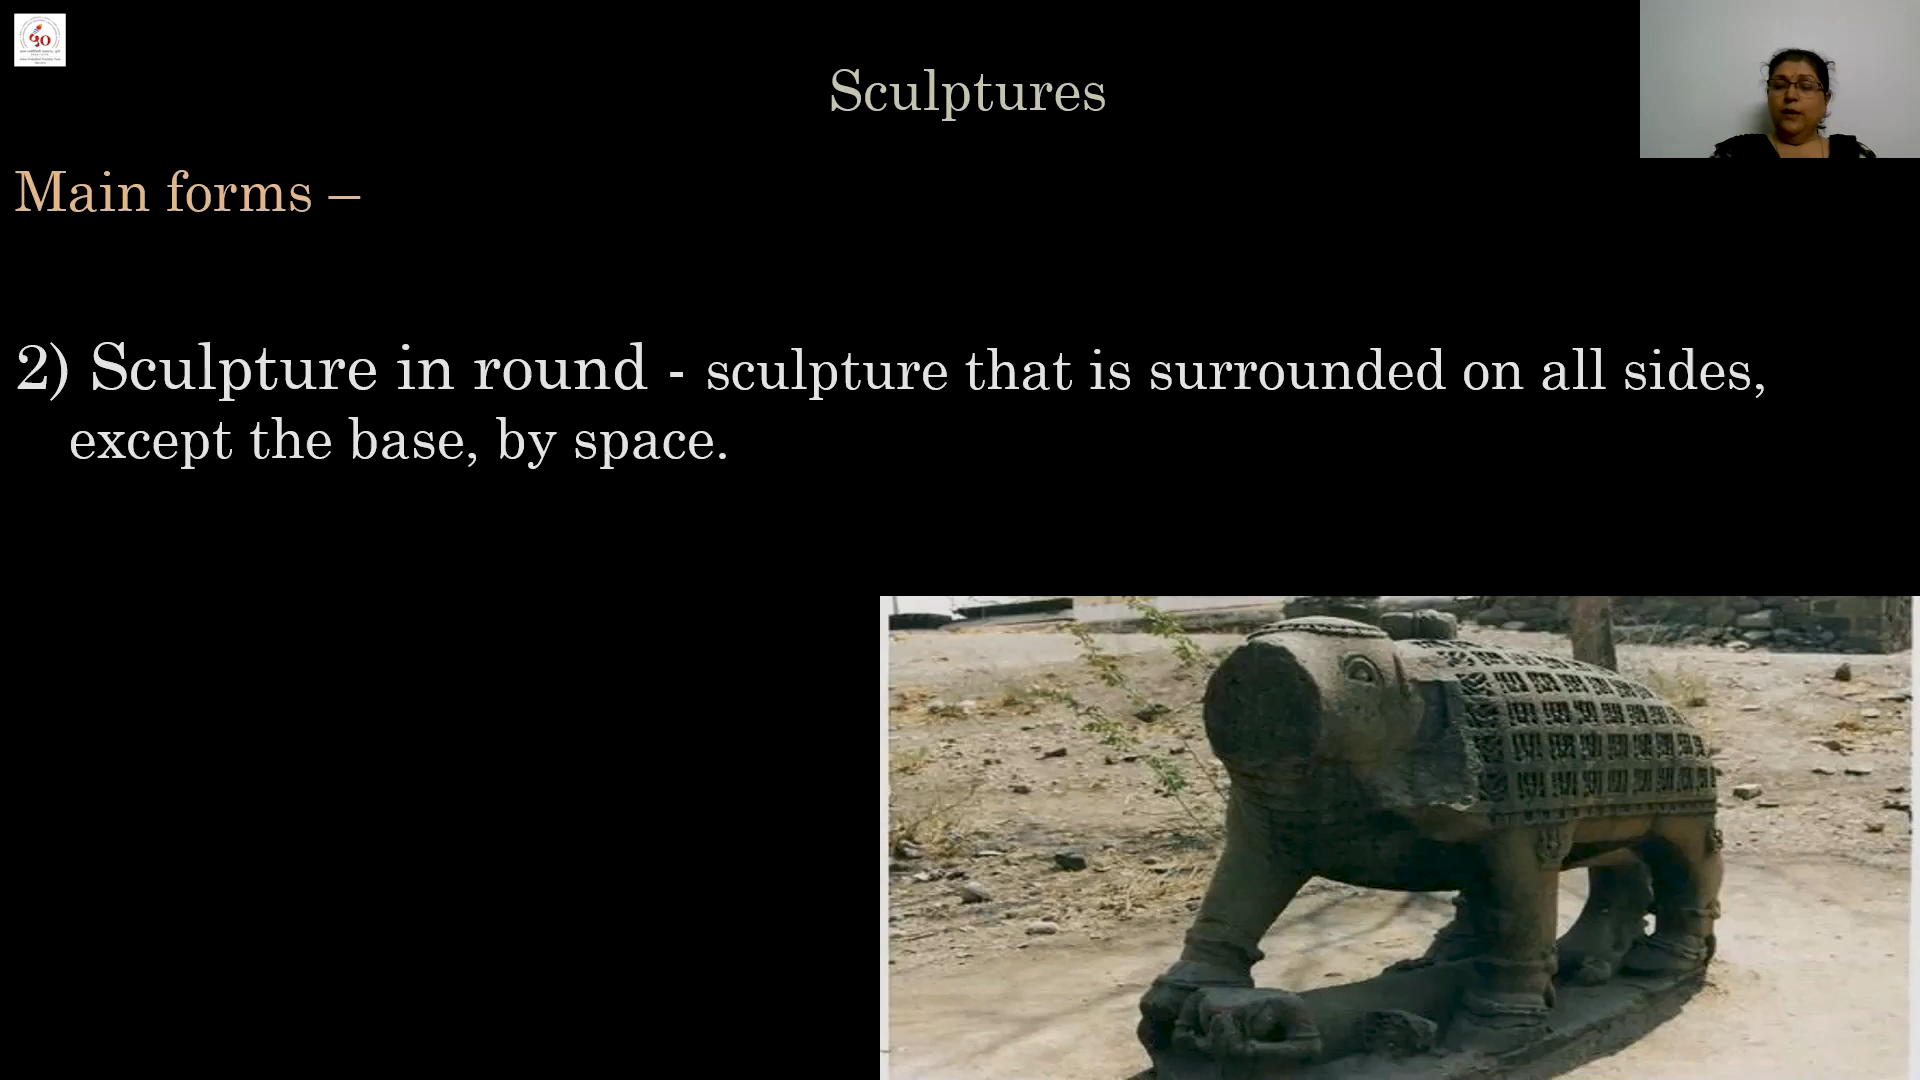 Sculptures
Main forms –
2) Sculpture in round - sculpture that is surrounded on all sides,
except the base, by space.